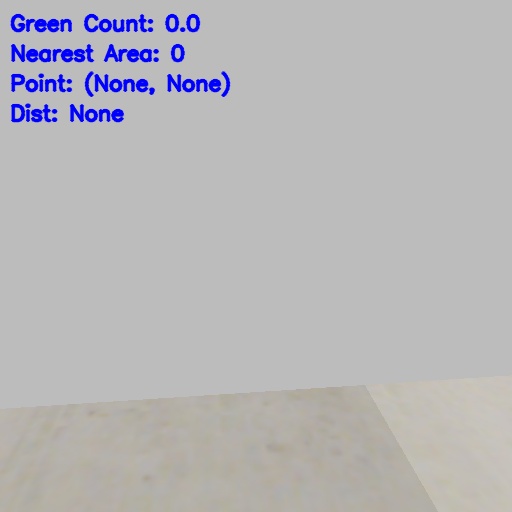 Green Count: 0.0
Nearest Area: 0
Point: (None, None)
Dist: None